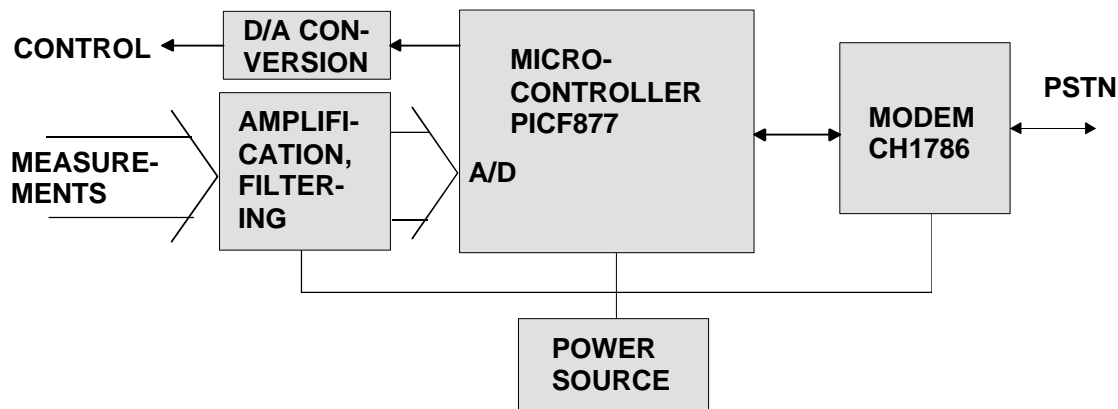 CONTROL
D/A CON-
VERSION
MICRO-
CONTROLLER
PICF877
MODEM
CH1786
PSTN
MEASURE-
MENTS
AMPLIFI-
CATION,
FILTER-
ING
A/D
POWER
SOURCE